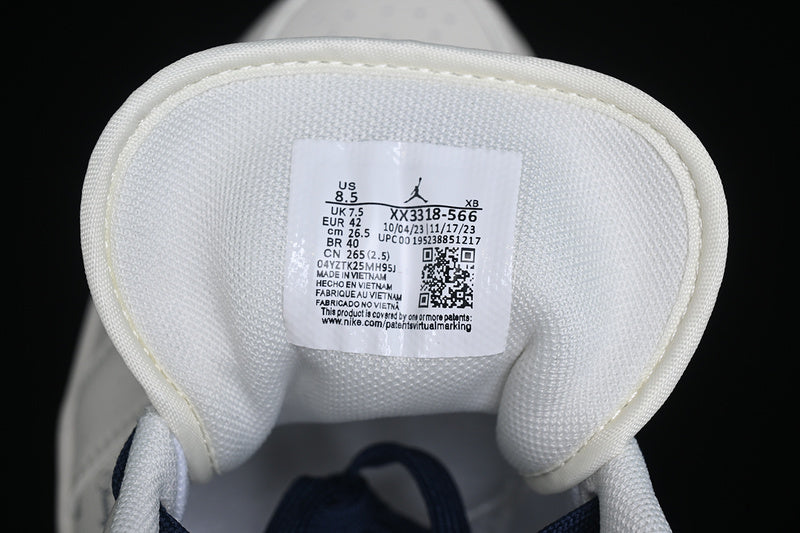 US
8.5
XB
UK 7.5 XX3318-566
EUR 42 10/04/23 | 11/17/23
cm 26.5 UPC00 195238851217
BR 40
CN 265 (2.5)
04YZTK25MH95J
MADE IN VIETNAM
HECHO EN VIETNAM
FABRIQUE AU VIETNAM
FABRICADO NO VIETNÃ
This product is covered by one or more patents:
www.nike.com/patentsvirtualmarking